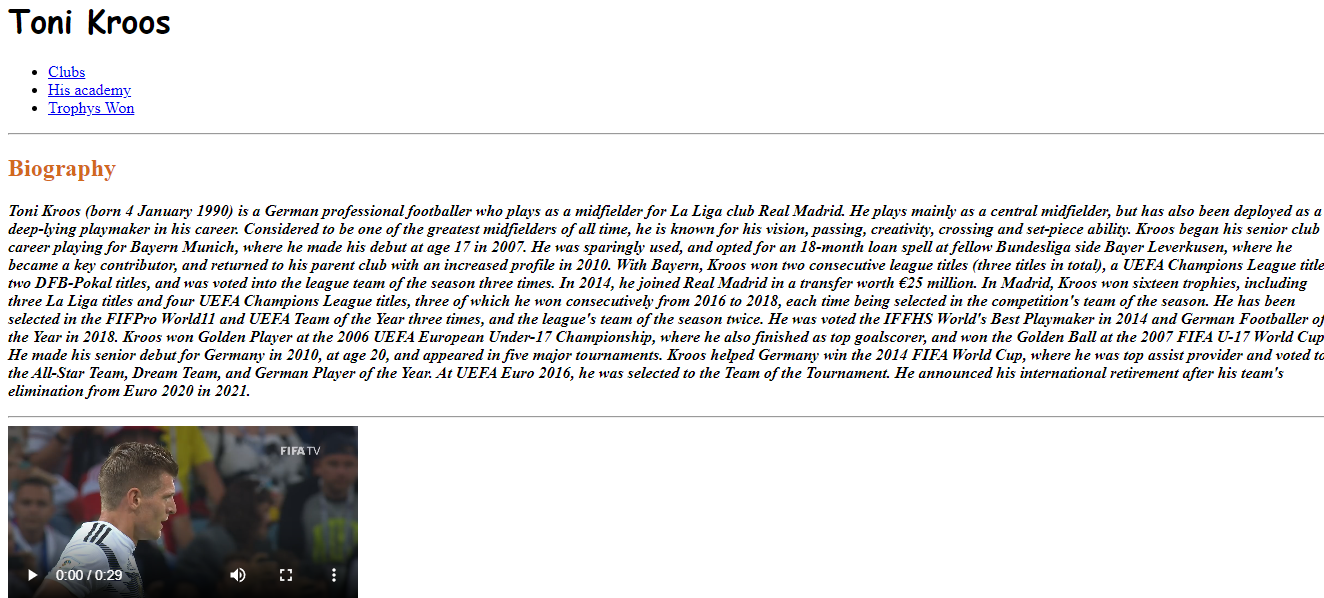 Toni Kroos
Clubs
His academy
Trophys Won
Biography
Toni Kroos (born 4 January 1990) is a German professional footballer who plays as a midfielder for La Liga club Real Madrid. He plays mainly as a central midfielder, but has also been deployed as a
deep-lying playmaker in his career. Considered to be one of the greatest midfielders of all time, he is known for his vision, passing, creativity, crossing and set-piece ability. Kroos began his senior club
career playing for Bayern Munich, where he made his debut at age 17 in 2007. He was sparingly used, and opted for an 18-month loan spell at fellow Bundesliga side Bayer Leverkusen, where he
became a key contributor, and returned to his parent club with an increased profile in 2010. With Bayern, Kroos won two consecutive league titles (three titles in total), a UEFA Champions League title
two DFB-Pokal titles, and was voted into the league team of the season three times. In 2014, he joined Real Madrid in a transfer worth €25 million. In Madrid, Kroos won sixteen trophies, including
three La Liga titles and four UEFA Champions League titles, three of which he won consecutively from 2016 to 2018, each time being selected in the competition's team of the season. He has been
selected in the FIFPro World11 and UEFA Team of the Year three times, and the league's team of the season twice. He was voted the IFFHS World's Best Playmaker in 2014 and German Footballer of
the Year in 2018. Kroos won Golden Player at the 2006 UEFA European Under-17 Championship, where he also finished as top goalscorer, and won the Golden Ball at the 2007 FIFA U-17 World Cup
He made his senior debut for Germany in 2010, at age 20, and appeared in five major tournaments. Kroos helped Germany win the 2014 FIFA World Cup, where he was top assist provider and voted to
the All-Star Team, Dream Team, and German Player of the Year. At UEFA Euro 2016, he was selected to the Team of the Tournament. He announced his international retirement after his team's
elimination from Euro 2020 in 2021.
FIFA TV
0:00 / 0:29